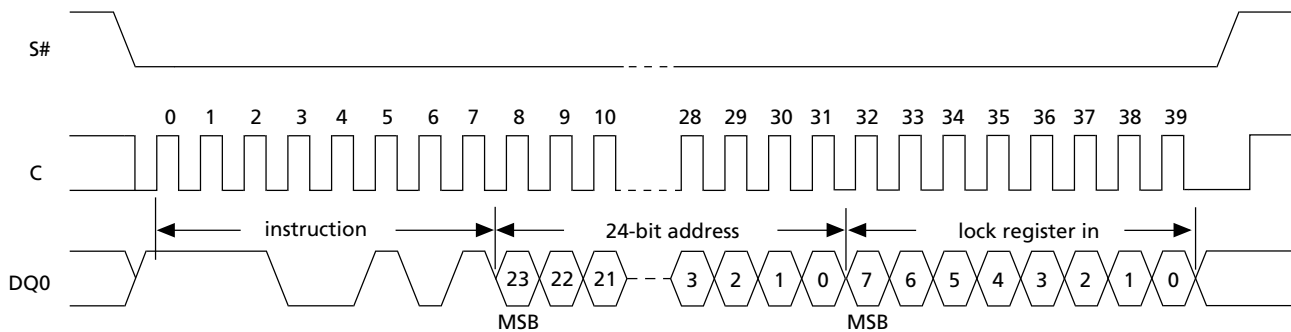 S#
0 1 2 3 4 5 6 7 8 9 10 28 29 30 31 32 33 34 35 36 37 38 39
C
instruction 24-bit address lock register in
DQ0 23 22 21 3 2 1 0 7 6 5 4 3 2 1 0
MSB MSB